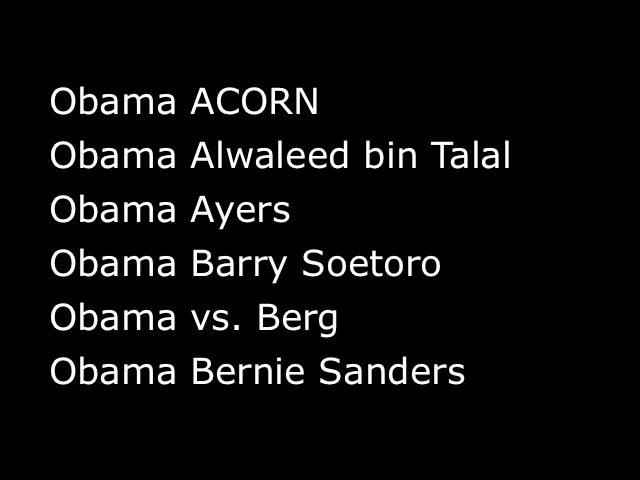 Obama ACORN
Obama Alwaleed bin Talal
Obama Ayers
Obama Barry Soetoro
Obama vs. Berg
Obama Bernie Sanders